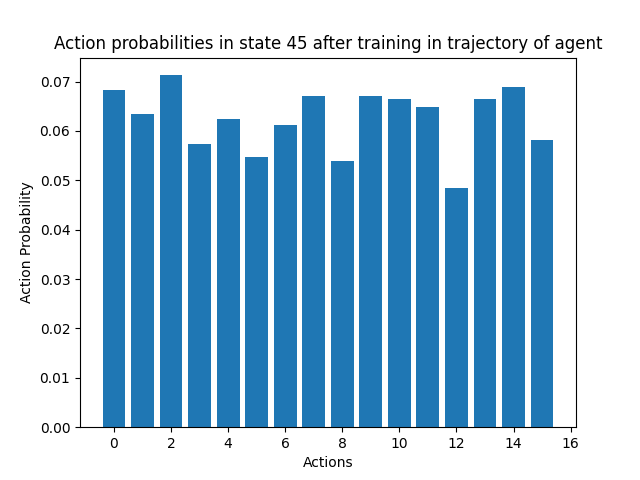 Action probabilities in state 45 after training in trajectory of agent
0.07
0.06
0.05
0.04
0.03
0.02
0.01
0.00
Action Probability
0 2 4 6 8 10 12 14 16
Actions